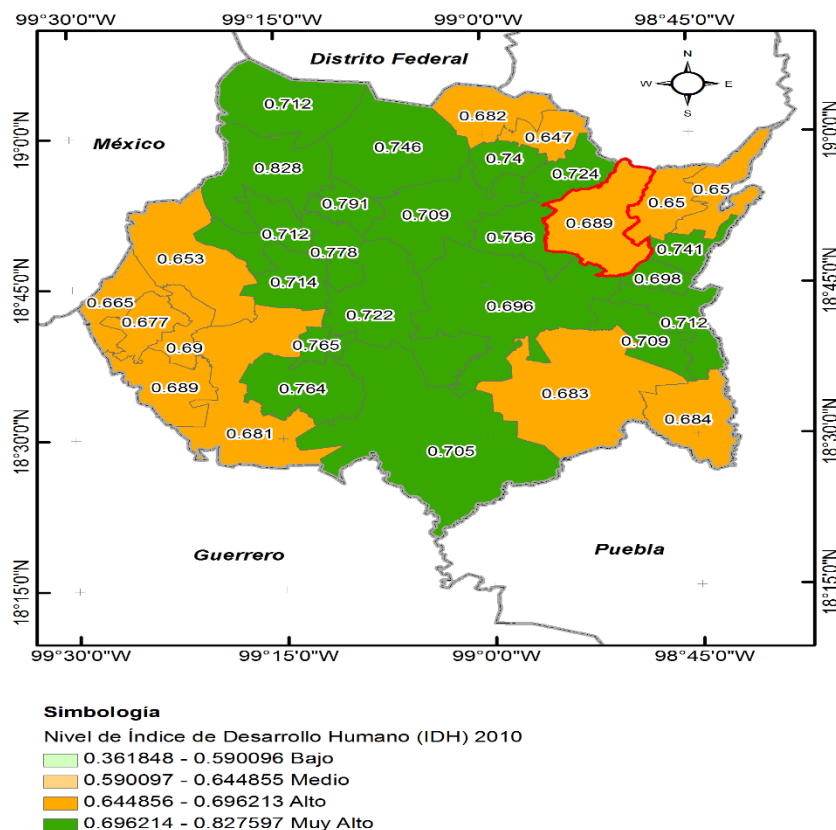 99°30'0"W 99°15'0"W 99°0'0"W 98°45'0"W
Distrito Federal
N
W E
S
México
19°0'0"N
19°0'0"N
0.712
0.682
0.647
0.746
0.74
0.828
0.724
0.65
0.65
0.791
0.709
0.689
0.712
0.756
0.741
0.778
0.653
0.698
0.714
18°45'0"N
18°45'0"N
0.665
0.696
0.677
0.722
0.712
0.765
0.69
0.709
0.689
0.764
0.683
0.684
0.681
18°30'0"N
18°30'0"N
0.705
Guerrero
Puebla
18°15'0"N
18°15'0"N
99°30'0"W 99°15'0"W 99°0'0"W 98°45'0"W
Simbología
Nivel de Índice de Desarrollo Humano (IDH) 2010
0.361848 - 0.590096 Bajo
0.590097 - 0.644855 Medio
0.644856 - 0.696213 Alto
0.696214 - 0.827597 Muy Alto